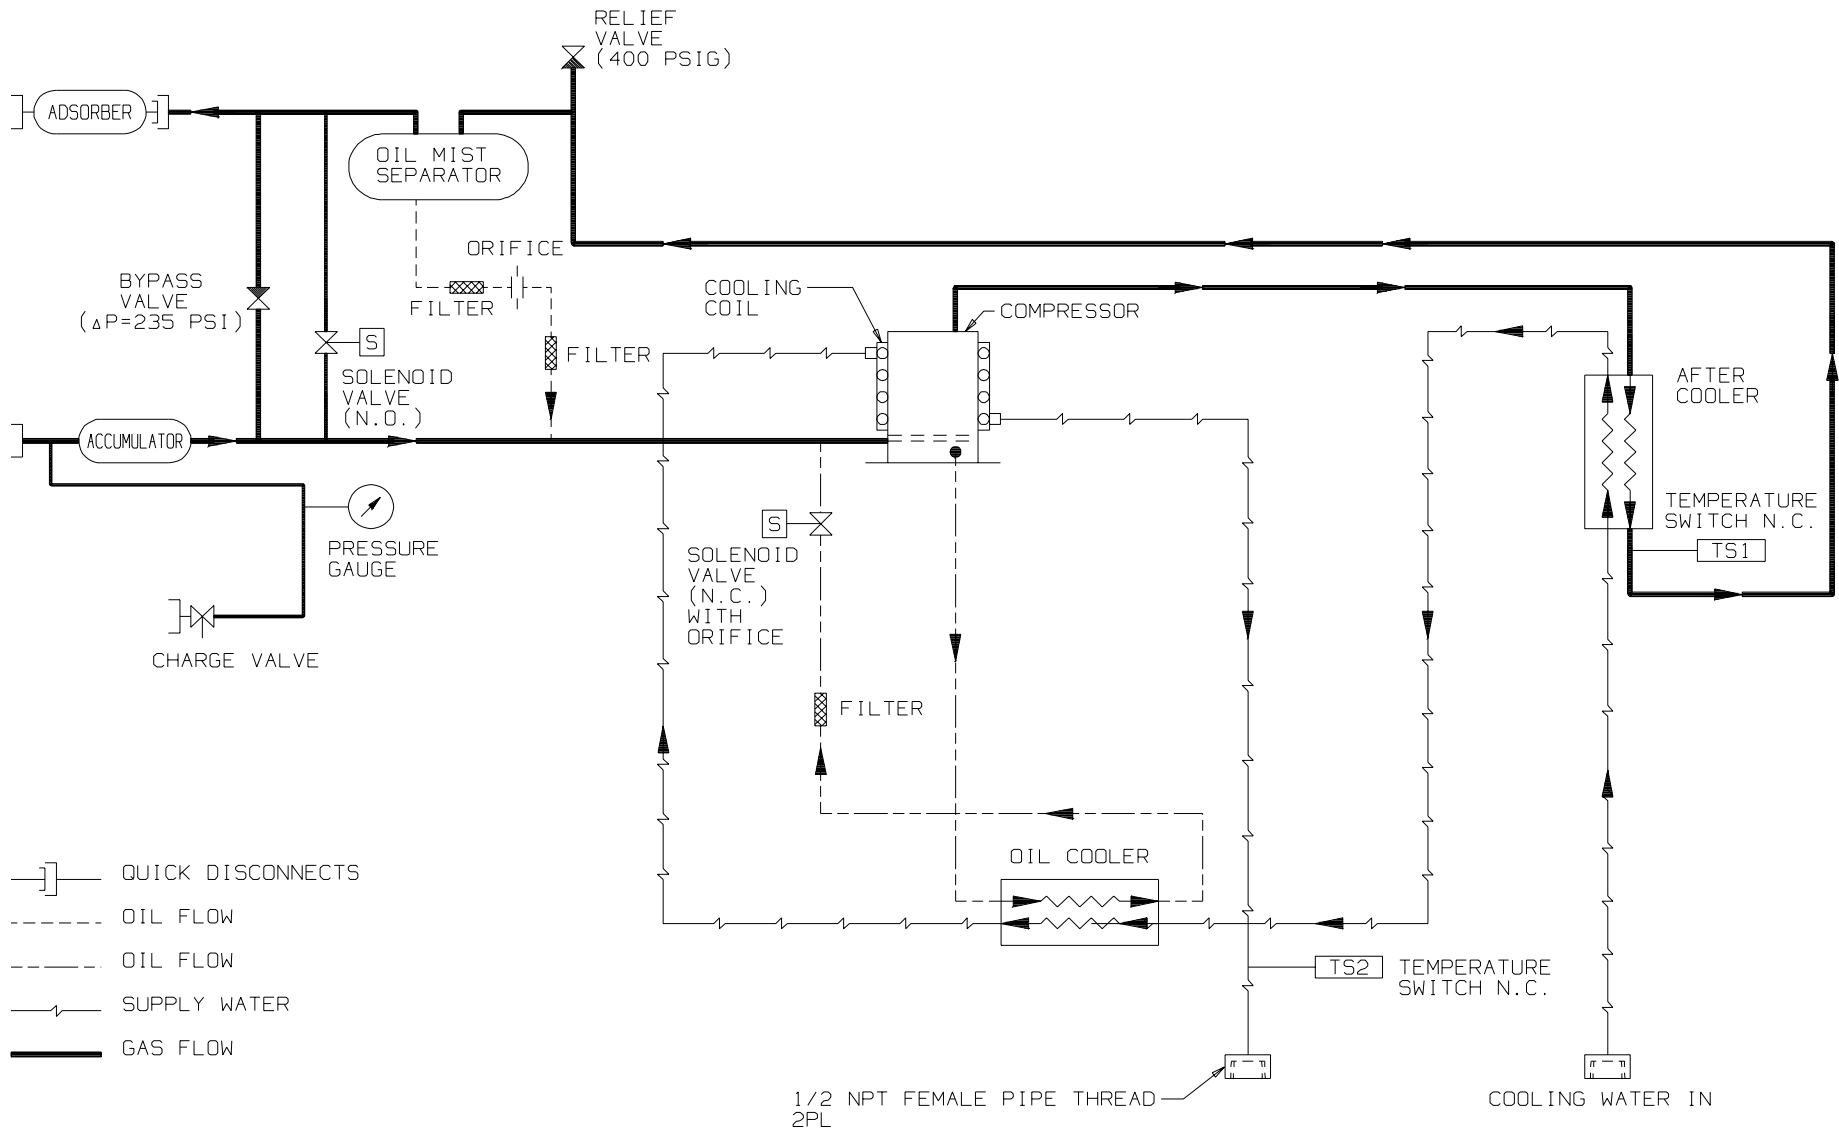 RELIEF
VALVE
(400 PSIG)
ADSORBER
OIL MIST
SEPARATOR
ORIFICE
FILTER
BYPASS
VALVE
(ΔP=235 PSI)
S
SOLENOID
VALVE
(N.O.)
FILTER
COOLING
COIL
COMPRESSOR
AFTER
COOLER
ACCUMULATOR
PRESSURE
GAUGE
CHARGE VALVE
S
SOLENOID
VALVE
(N.C.)
WITH
ORIFICE
FILTER
TEMPERATURE
SWITCH N.C.
TS1
OIL COOLER
TS2
TEMPERATURE
SWITCH N.C.
QUICK DISCONNECTS
OIL FLOW
OIL FLOW
SUPPLY WATER
GAS FLOW
1/2 NPT FEMALE PIPE THREAD
2PL
COOLING WATER IN